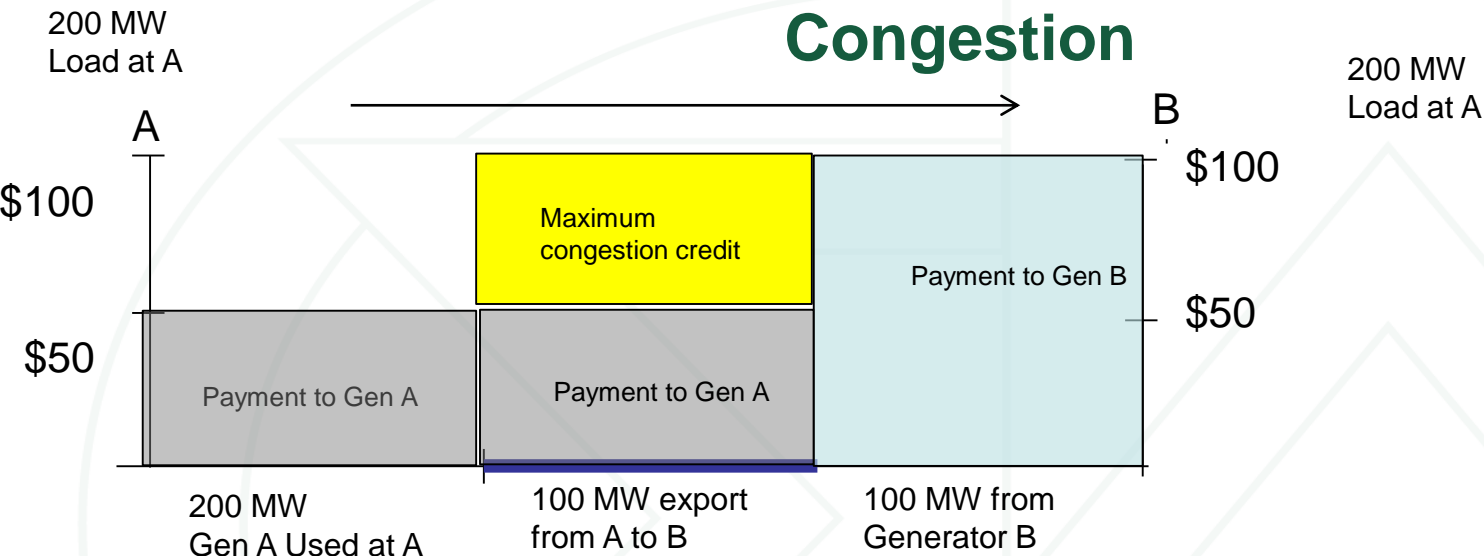 200 MW
Load at A
Congestion
200 MW
Load at A
A
B
$100
$100
Maximum
congestion credit
Payment to Gen B
$50
$50
Payment to Gen A
Payment to Gen A
200 MW
Gen A Used at A
100 MW export
from A to B
100 MW from
Generator B